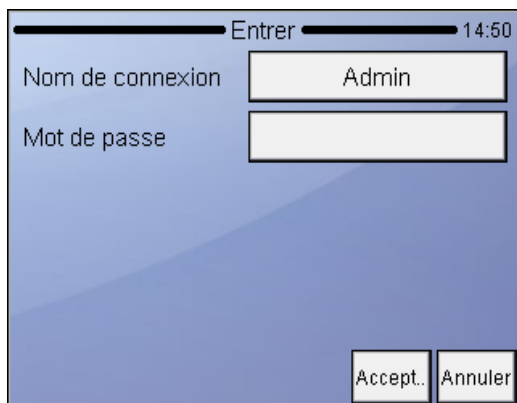 Entrer 14:50
Nom de connexion Admin
Mot de passe
Accept.. Annuler